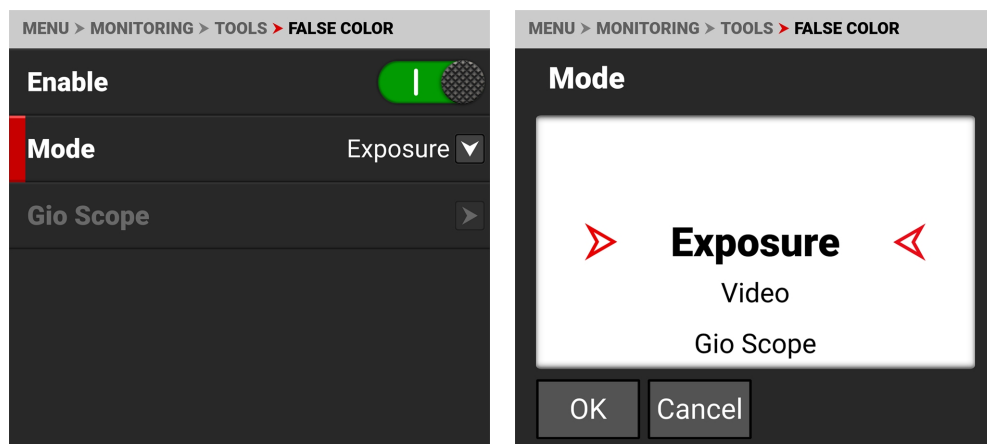 MENU > MONITORING > TOOLS > FALSE COLOR
Enable
Mode Exposure
Gio Scope
MENU > MONITORING > TOOLS > FALSE COLOR
Mode
Exposure
Video
Gio Scope
OK Cancel